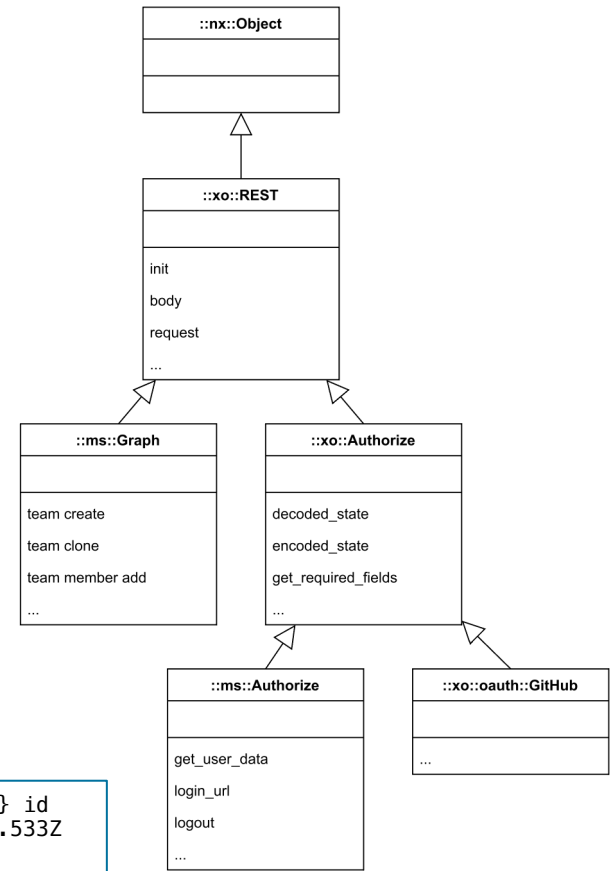 ::nx::Object
::xo::REST
init
body
request
...
::ms::Graph
team create
team clone
team member add
...
::xo::Authorize
decoded_state
encoded_state
get_required_fields
...
::ms::Authorize
get_user_data
login_url
logout
...
::xo::oauth::GitHub
...
} id
.533Z